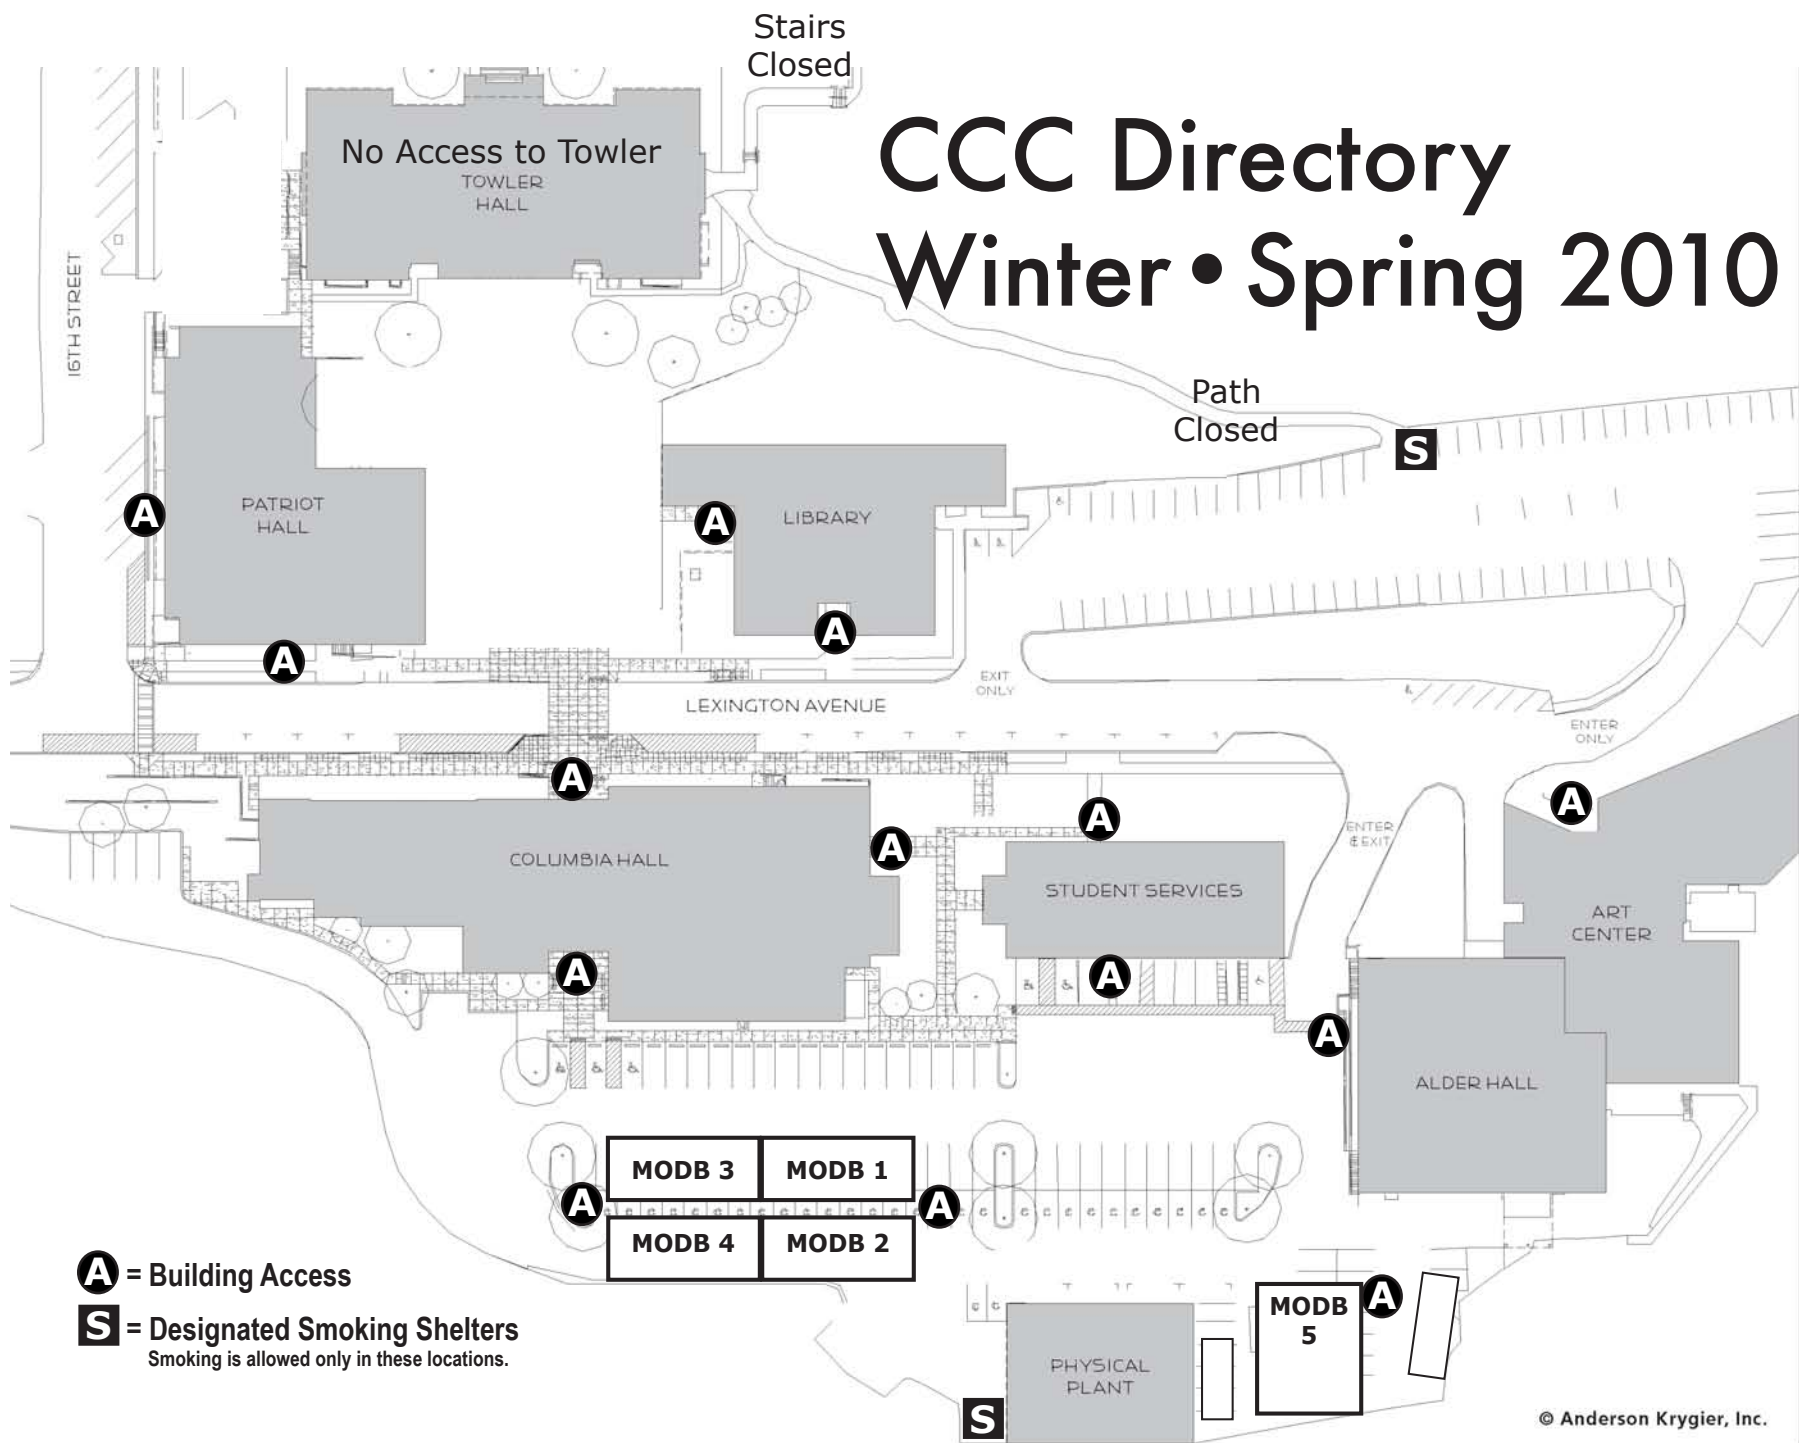 Stairs
Closed
CCC Directory
Winter • Spring 2010
No Access to Towler
TOWLER
HALL
16TH STREET
Path
Closed
S
PATRIOT
HALL
A
A
LIBRARY
A
A
A
EXIT
ONLY
LEXINGTON AVENUE
ENTER
ONLY
A
A
A
ENTER
& EXIT
A
COLUMBIA HALL
STUDENT SERVICES
ART
CENTER
A
A
A
ALDER HALL
MODB 3
MODB 1
A
A
MODB 4
MODB 2
A = Building Access
S = Designated Smoking Shelters
Smoking is allowed only in these locations.
MODB
5
A
PHYSICAL
PLANT
S
© Anderson Krygier, Inc.